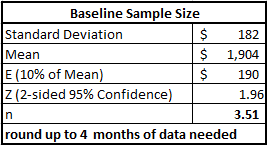 Baseline Sample Size
Standard Deviation $ 182
Mean $ 1,904
E (10% of Mean) $ 190
Z (2-sided 95% Confidence) 1.96
n 3.51
round up to 4 months of data needed